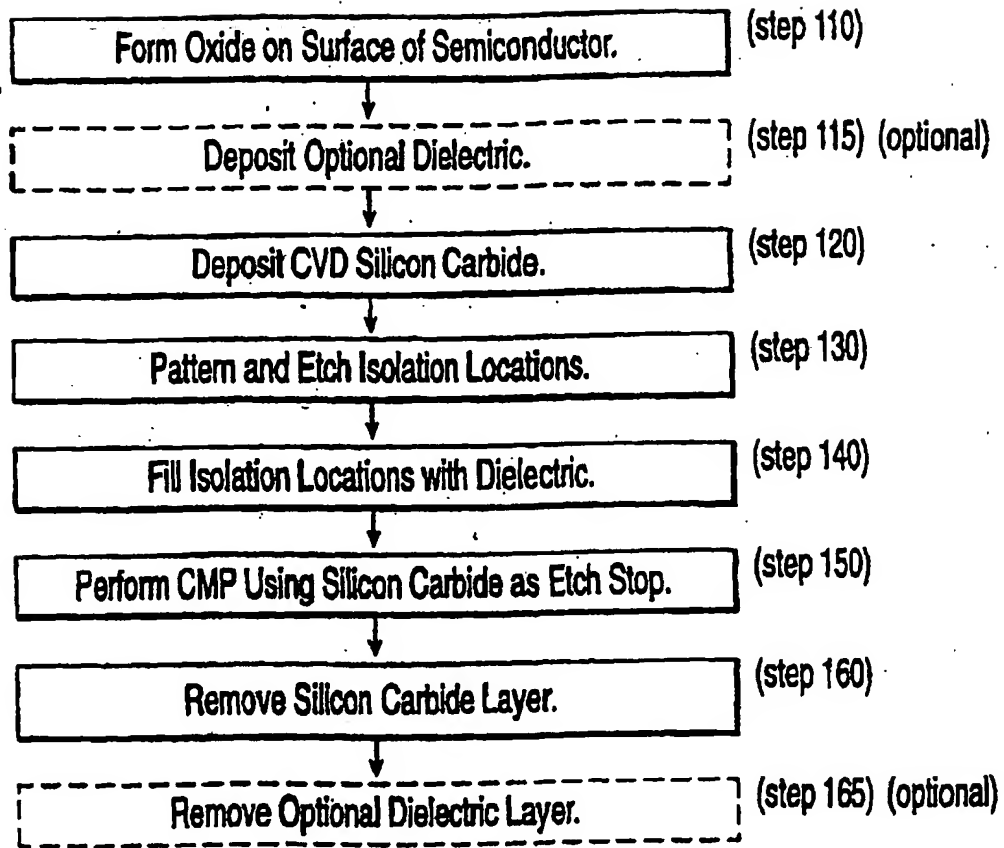 Form Oxide on Surface of Semiconductor. (step 110)
Deposit Optional Dielectric. (step 115) (optional)
Deposit CVD Silicon Carbide. (step 120)
Pattern and Etch Isolation Locations. (step 130)
Fill Isolation Locations with Dielectric. (step 140)
Perform CMP Using Silicon Carbide as Etch Stop. (step 150)
Remove Silicon Carbide Layer. (step 160)
Remove Optional Dielectric Layer. (step 165) (optional)